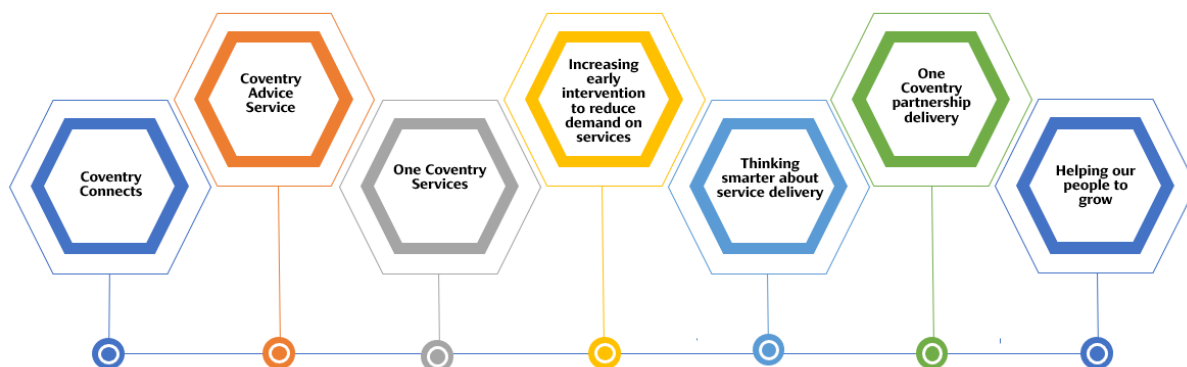 Coventry
Connects
Coventry
Advice
Service
One Coventry
Services
Increasing
early
intervention
to reduce
demand on
services
Thinking
smarter about
service delivery
One
Coventry
partnership
delivery
Helping our
people to
grow